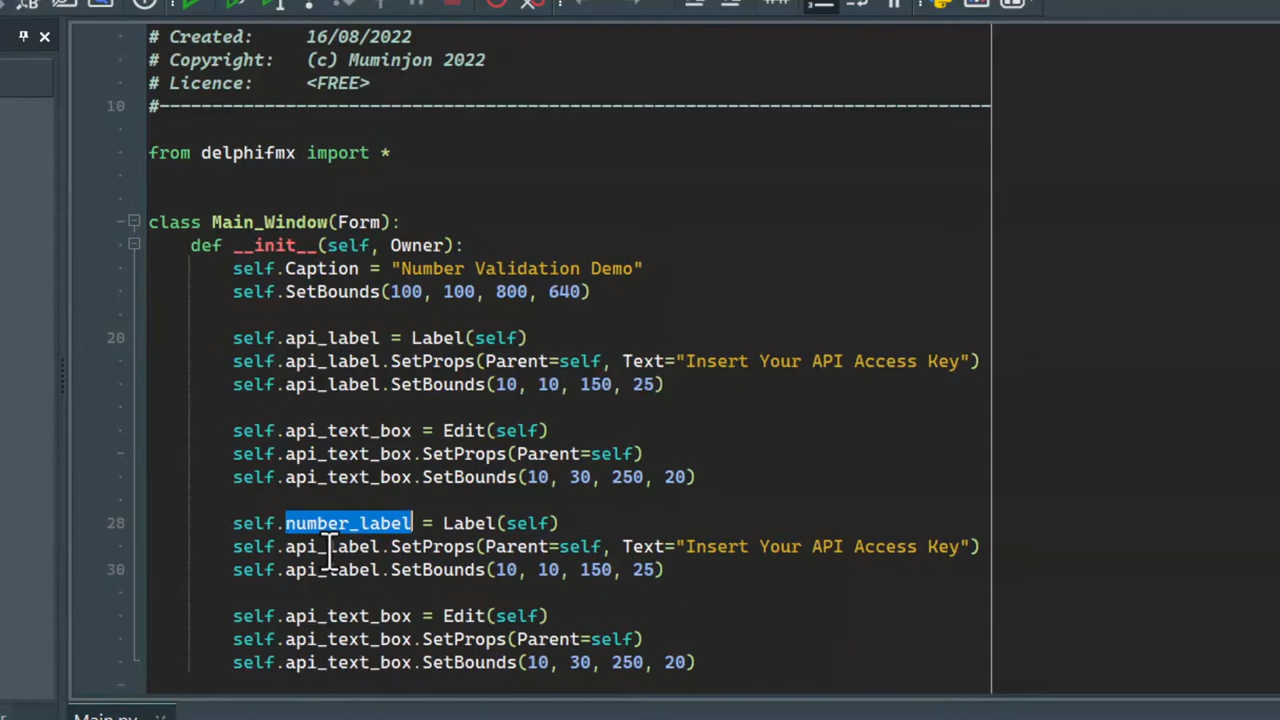 # Created:     16/08/2022
# Copyright:   (c) Muminjon 2022
# Licence:     <FREE>
10 #-------------------------------------------------------------------------------
from delphifmx import *
class Main_Window(Form):
def __init__(self, Owner):
self.Caption = "Number Validation Demo"
self.SetBounds(100, 100, 800, 640)
20 self.api_label = Label(self)
self.api_label.SetProps(Parent=self, Text="Insert Your API Access Key")
self.api_label.SetBounds(10, 10, 150, 25)
self.api_text_box = Edit(self)
self.api_text_box.SetProps(Parent=self)
self.api_text_box.SetBounds(10, 30, 250, 20)
28 self.number_label = Label(self)
self.api_label.SetProps(Parent=self, Text="Insert Your API Access Key")
30 self.api_label.SetBounds(10, 10, 150, 25)
self.api_text_box = Edit(self)
self.api_text_box.SetProps(Parent=self)
self.api_text_box.SetBounds(10, 30, 250, 20)
Main.py